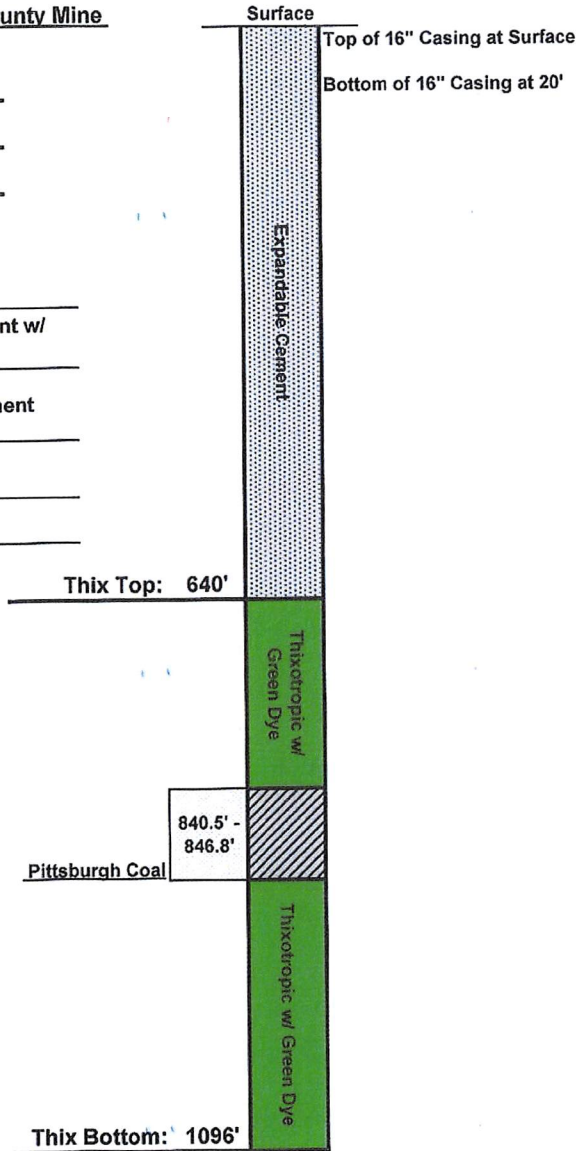 unty Mine
Surface
Top of 16" Casing at Surface
Bottom of 16" Casing at 20'
Expandable Cement
nt w/
ent
Thix Top: 640'
Thixotropic w/
Green Dye
840.5' -
846.8'
Pittsburgh Coal
Thixotropic w/ Green Dye
Thix Bottom: 1096'